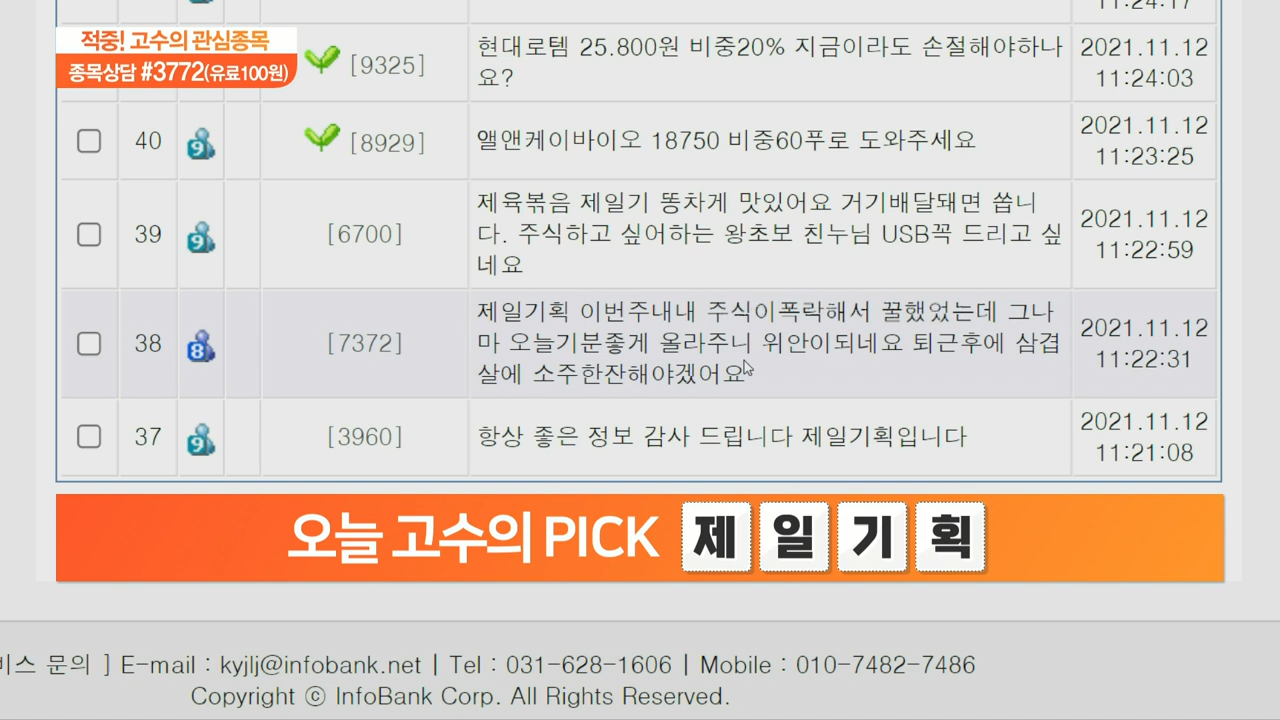 11:24:17
적중! 고수의 관심종목
종목상담 #3772(유료100원)
[9325]
현대로템 25.800원 비중20% 지금이라도 손절해야하나
요?
2021.11.12
11:24:03
40
9
[8929]
앨앤케이바이오 18750 비중60푸로 도와주세요
2021.11.12
11:23:25
39
9
[6700]
제육볶음 제일기 똥차게 맛있어요 거기배달돼면 쏩니
다. 주식하고 싶어하는 왕초보 친누님 USB꼭 드리고 싶
네요
2021.11.12
11:22:59
38
8
[7372]
제일기획 이번주내내 주식이폭락해서 꿀했었는데 그나
마 오늘기분좋게 올라주니 위안이되네요 퇴근후에 삼겹
살에 소주한잔해야겠어요
2021.11.12
11:22:31
37
9
[3960]
항상 좋은 정보 감사 드립니다 제일기획입니다
2021.11.12
11:21:08
오늘 고수의 PICK 제일기획
비스 문의 ] E-mail : kyjlj@infobank.net | Tel : 031-628-1606 | Mobile : 010-7482-7486
Copyright ⓒ InfoBank Corp. All Rights Reserved.